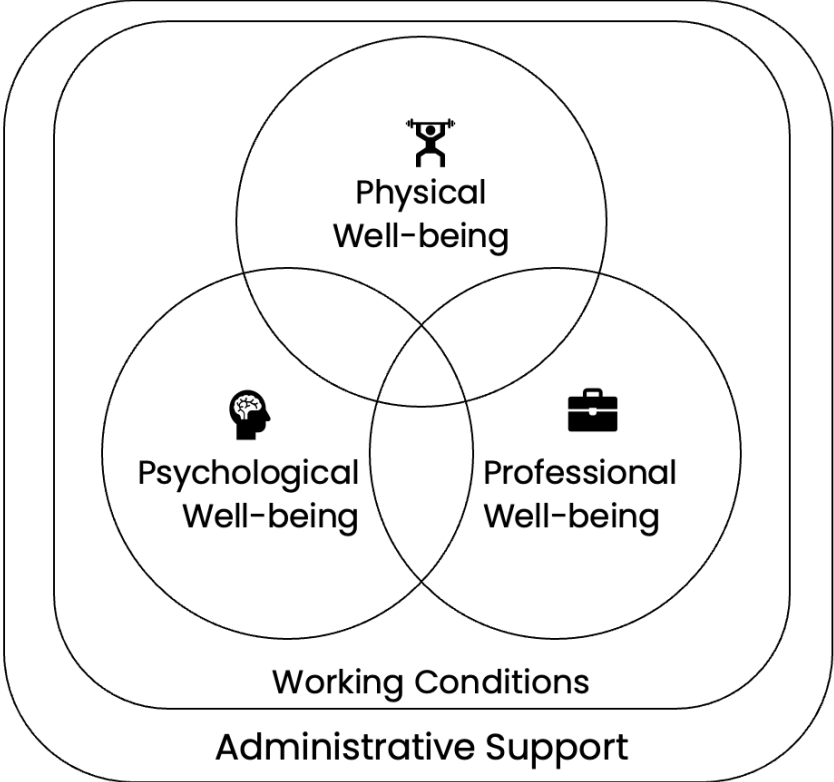 Physical
Well-being
Psychological
Well-being
Professional
Well-being
Working Conditions
Administrative Support